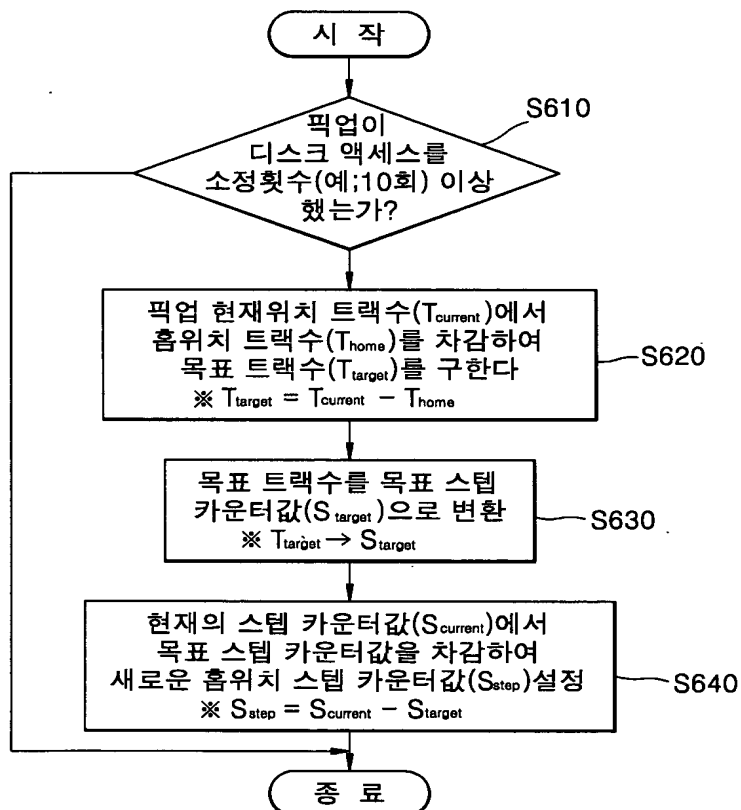 시 작
S610
픽업이
디스크 액세스를
소정횟수(예;10회) 이상
했는가?
픽업 현재위치 트랙수(Tcurrent)에서
홈위치 트랙수(Thome)를 차감하여
목표 트랙수(Ttarget)를 구한다
※ Ttarget = Tcurrent - Thome
S620
목표 트랙수를 목표 스텝
카운터값(S target)으로 변환
※ Ttarget → Starget
S630
현재의 스텝 카운터값(Scurrent)에서
목표 스텝 카운터값을 차감하여
새로운 홈위치 스텝 카운터값(Sstep)설정
※ Sstep = Scurrent - Starget
S640
종 료